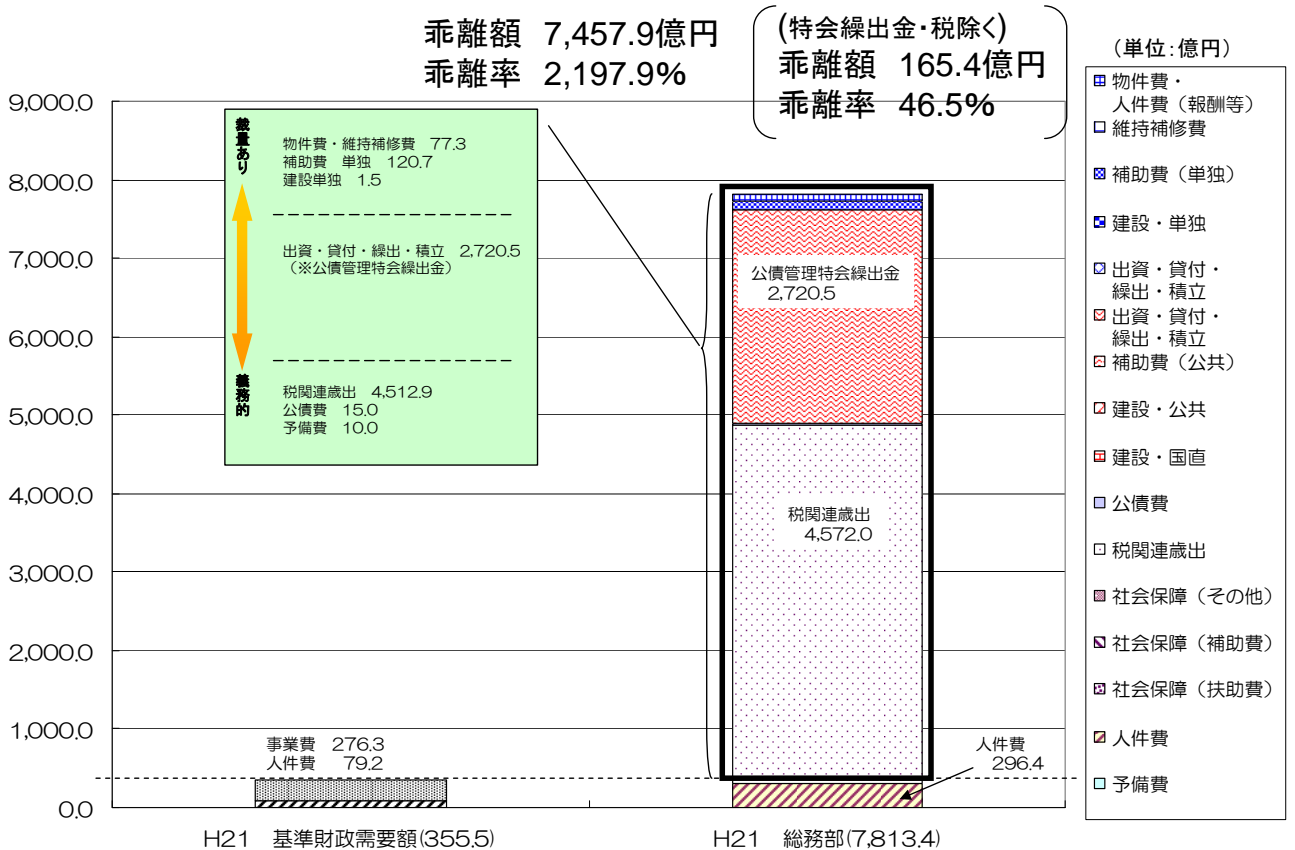 乖離額 7,457.9億円
乖離率 2,197.9%
(特会繰出金・税除く)
乖離額 165.4億円
乖離率 46.5%
（単位：億円）
9,000.0
8,000.0
7,000.0
6,000.0
5,000.0
4,000.0
3,000.0
2,000.0
1,000.0
0.0
裁量あり
義務的
物件費・維持補修費 77.3
補助費 単独 120.7
建設単独 1.5
出資・貸付・繰出・積立 2,720.5
（※公債管理特会繰出金）
税関連歳出 4,512.9
公債費 15.0
予備費 10.0
公債管理特会繰出金
2,720.5
税関連歳出
4,572.0
事業費 276.3
人件費 79.2
人件費
296.4
H21 基準財政需要額(355.5)
H21 総務部(7,813.4)
物件費・
人件費（報酬等）
維持補修費
補助費（単独）
建設・単独
出資・貸付・
繰出・積立
出資・貸付・
繰出・積立
補助費（公共）
建設・公共
建設・国直
公債費
税関連歳出
社会保障（その他）
社会保障（補助費）
社会保障（扶助費）
人件費
予備費